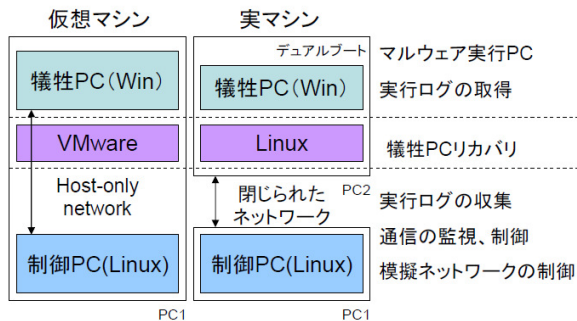 仮想マシン
実マシン
デュアルブート
マルウェア実行PC
犠牲PC(Win)
犠牲PC(Win)
実行ログの取得
VMware
Linux
犠牲PCリカバリ
Host-only
network
閉じられた
ネットワーク
PC2
実行ログの収集
通信の監視、制御
制御PC(Linux)
制御PC(Linux)
模擬ネットワークの制御
PC1
PC1